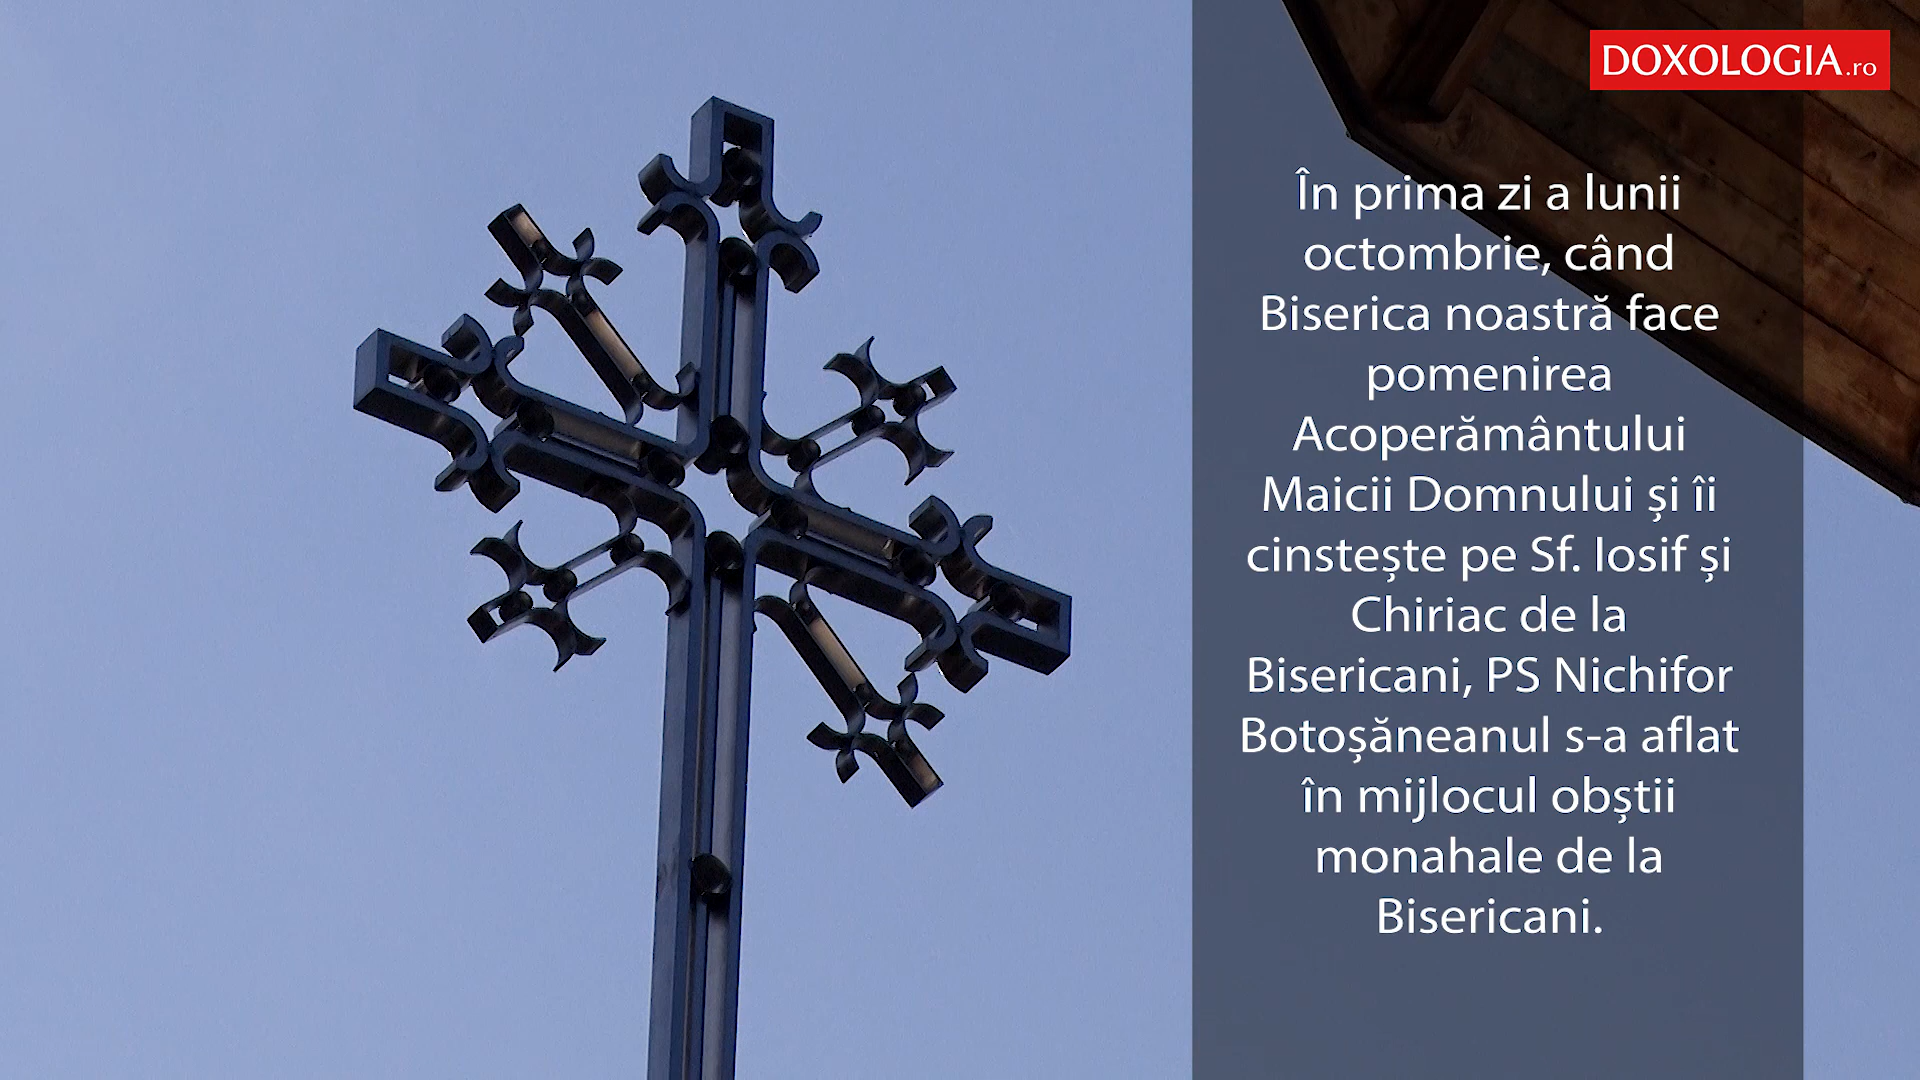 DOXOLOGIA.ro
În prima zi a lunii
octombrie, când
Biserica noastră face
pomenirea
Acoperământului
Maicii Domnului și îi
cinstește pe Sf. Iosif și
Chiriac de la
Bisericani, PS Nichifor
Botoșăneanul s-a aflat
în mijlocul obștii
monahale de la
Bisericani.